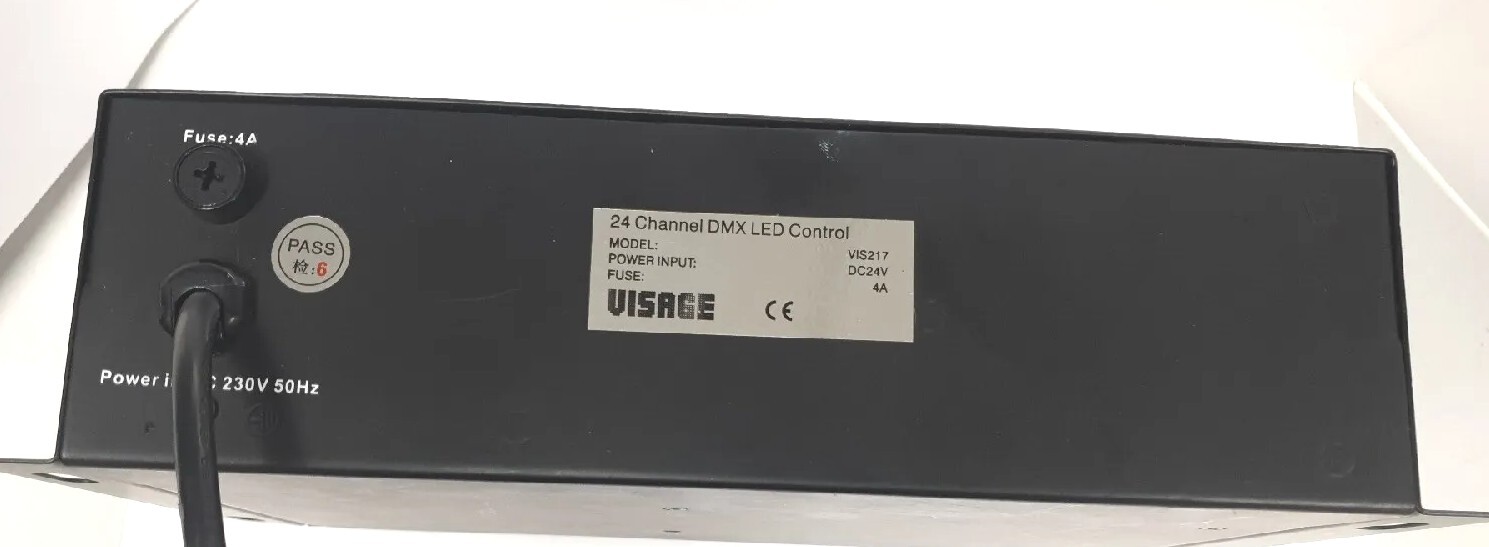 Fuse:4A
PASS
检:6
24 Channel DMX LED Control
MODEL: VIS217
POWER INPUT: DC24V
FUSE: 4A
VISAGE CE
Power 230V 50Hz